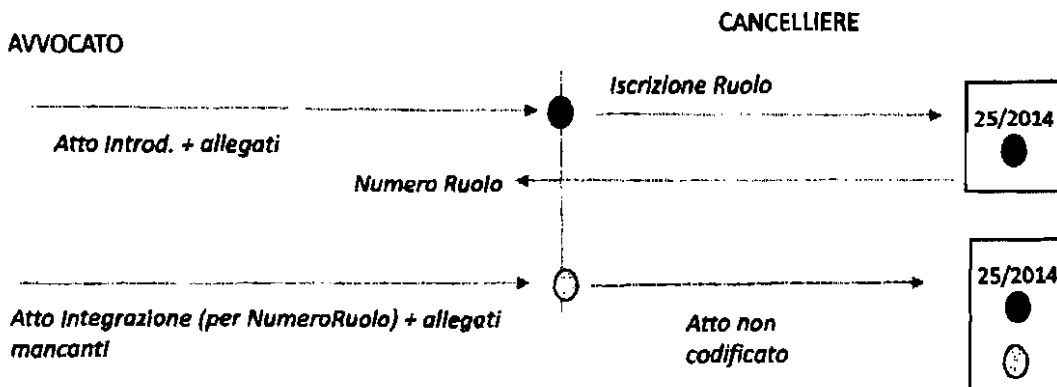 CANCELLIERE
AVVOCATO
Iscrizione Ruolo
25/2014
Atto Introd. + allegati
Numero Ruolo
25/2014
Atto Integrazione (per NumeroRuolo) + allegati
mancanti
Atto non
codificato